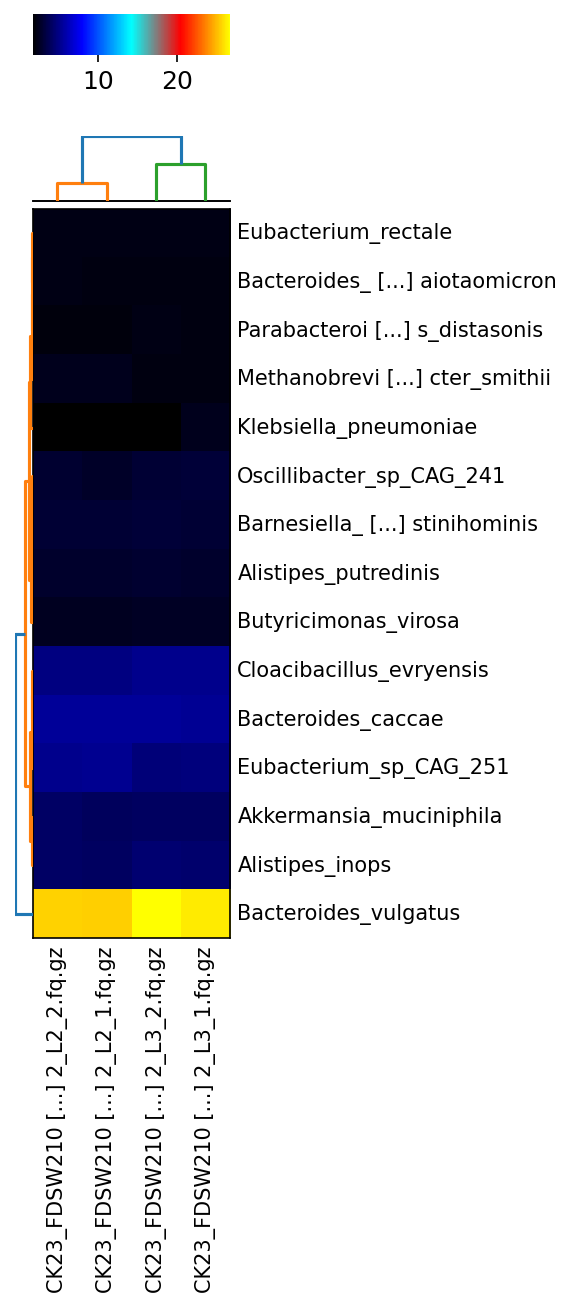 10 20
Eubacterium_rectale
Bacteroides_ [...] aiotaomicron
Parabacteroi [...] s_distasonis
Methanobrevi [...] cter_smithii
Klebsiella_pneumoniae
Oscillibacter_sp_CAG_241
Barnesiella_ [...] stinihominis
Alistipes_putredinis
Butyricimonas_virosa
Cloacibacillus_evryensis
Bacteroides_caccae
Eubacterium_sp_CAG_251
Akkermansia_muciniphila
Alistipes_inops
Bacteroides_vulgatus
CK23_FDSW210 [...] 2_L2_2.fq.gz
CK23_FDSW210 [...] 2_L2_1.fq.gz
CK23_FDSW210 [...] 2_L3_2.fq.gz
CK23_FDSW210 [...] 2_L3_1.fq.gz